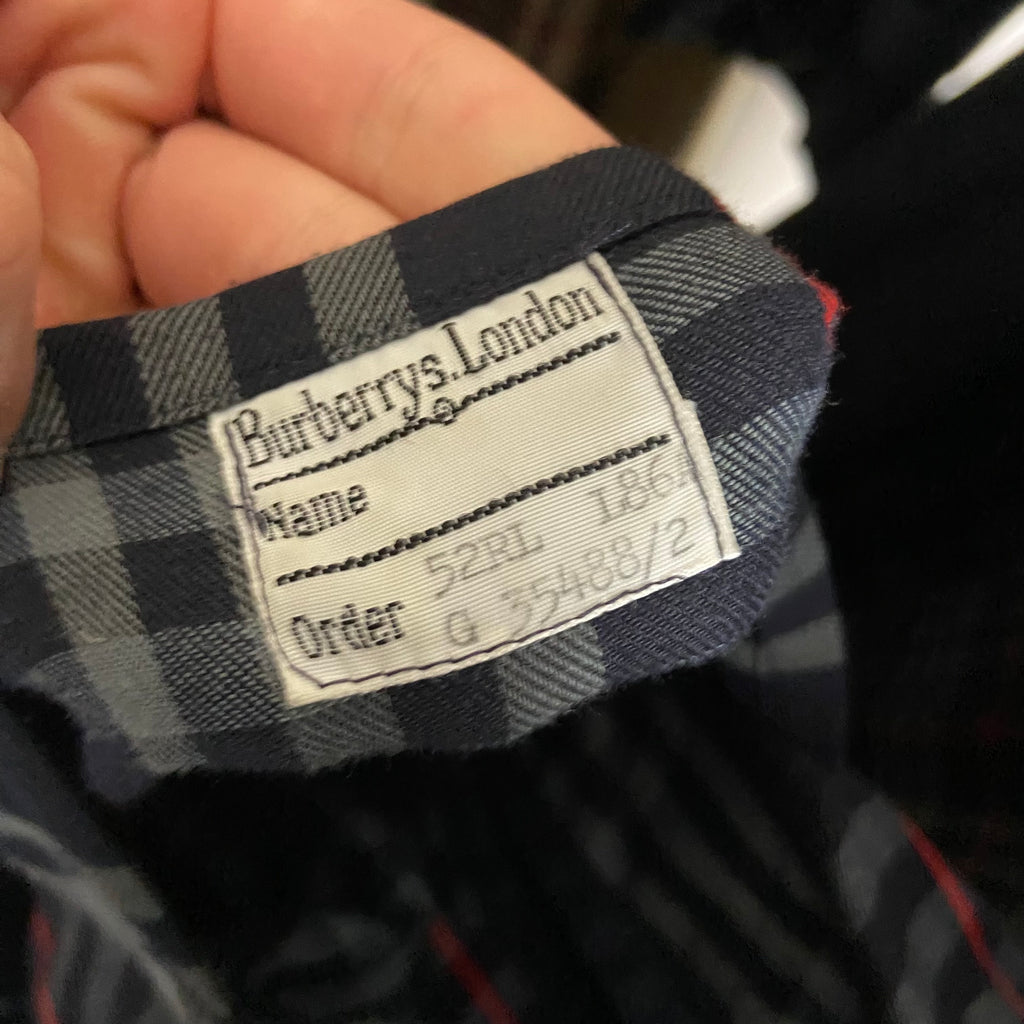 Burberrys.London
Name
52RL 186
Order G 35488/2